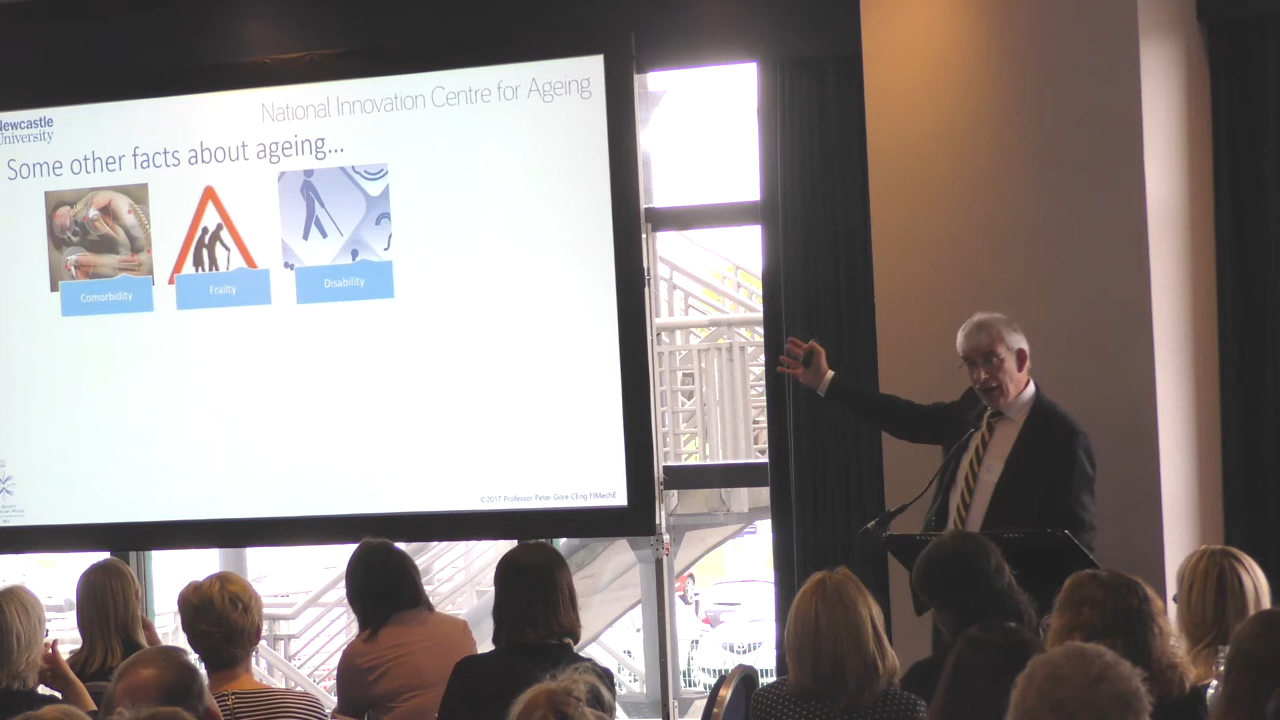 National Innovation Centre for Ageing
Newcastle
University
Some other facts about ageing...
Comorbidity
Frailty
Disability
©2017 Professor Peter Gore CEng FIMechE